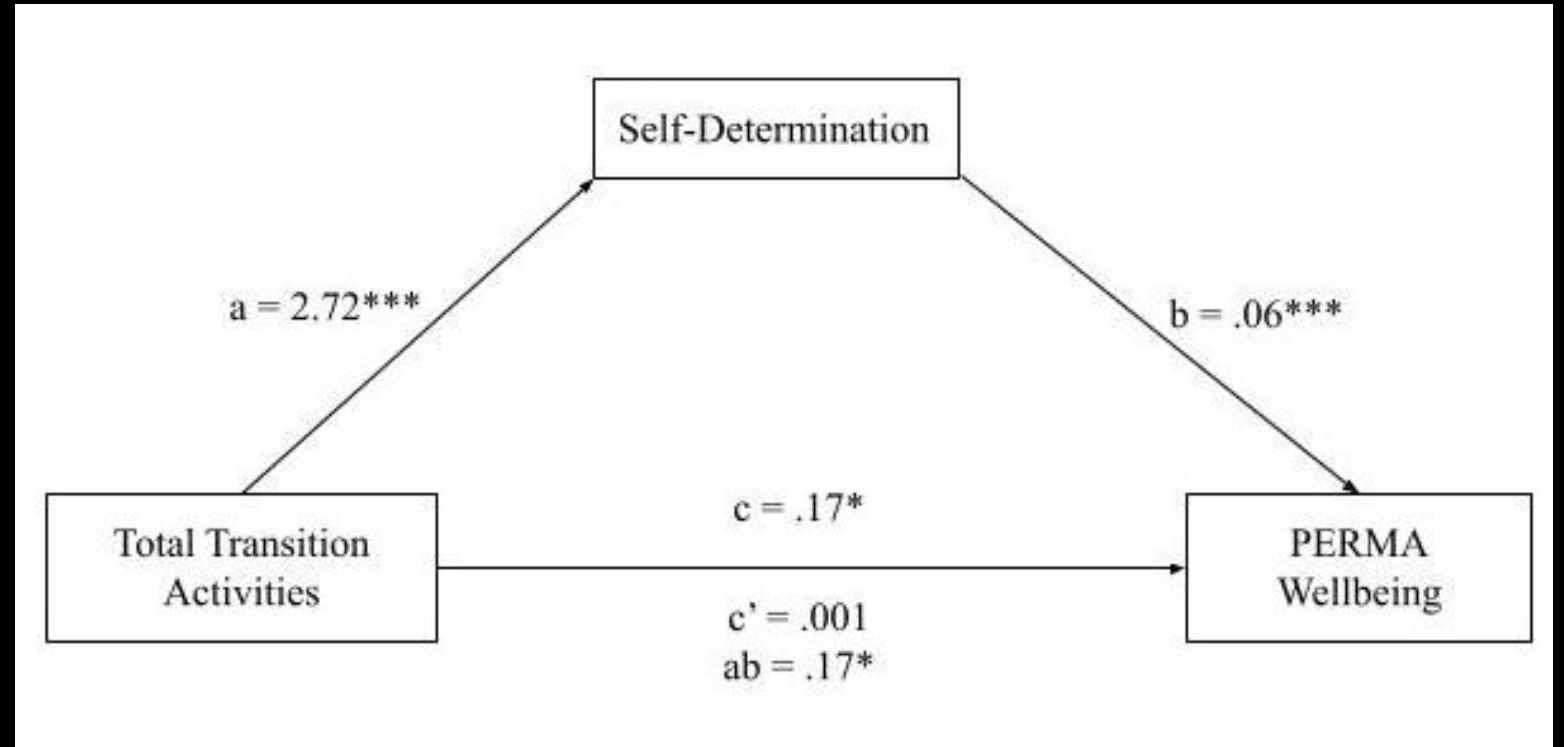 Self-Determination
a = 2.72***
b = .06***
c = .17*
Total Transition
Activities
PERMA
Wellbeing
c’ = .001
ab = .17*